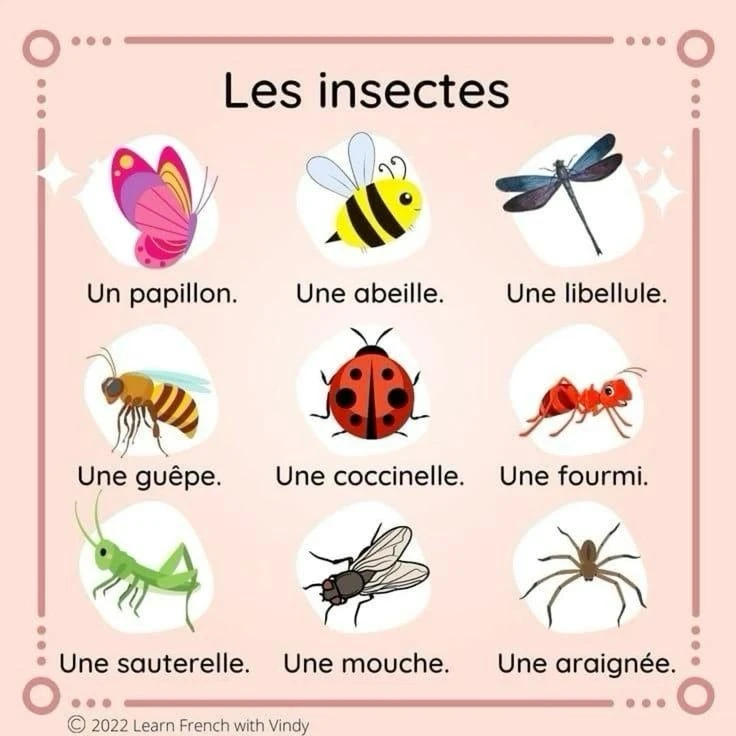 Les insectes
Un papillon. Une abeille. Une libellule.
Une guêpe. Une coccinelle. Une fourmi.
Une sauterelle. Une mouche. Une araignée.
© 2022 Learn French with Vindy